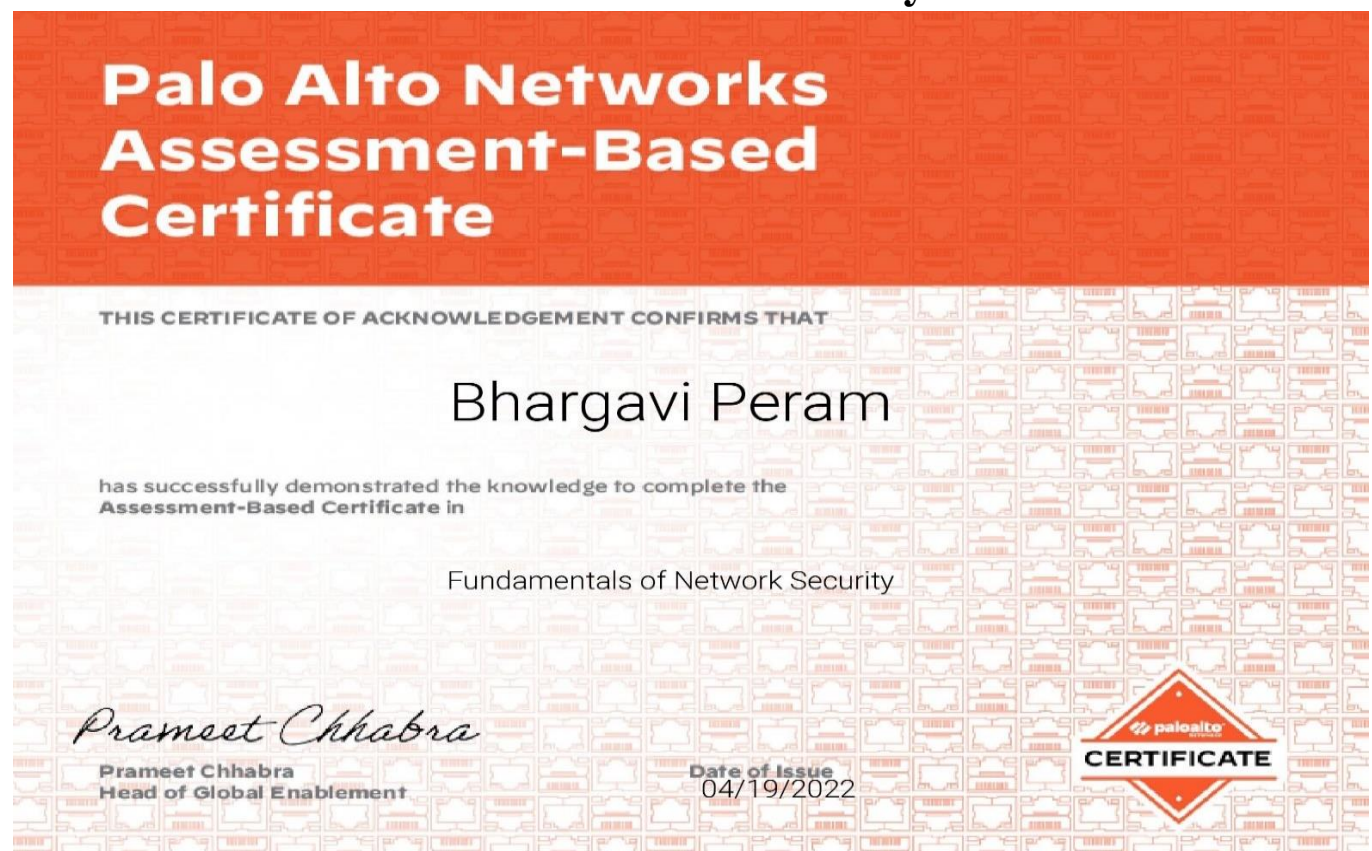 Palo Alto Networks
Assessment-Based
Certificate
THIS CERTIFICATE OF ACKNOWLEDGEMENT CONFIRMS THAT
Bhargavi Peram
has successfully demonstrated the knowledge to complete the
Assessment-Based Certificate in
Fundamentals of Network Security
Prameet Chhabra
Prameet Chhabra
Head of Global Enablement
Date of Issue
04/19/2022
paloalto
NETWORKS
CERTIFICATE